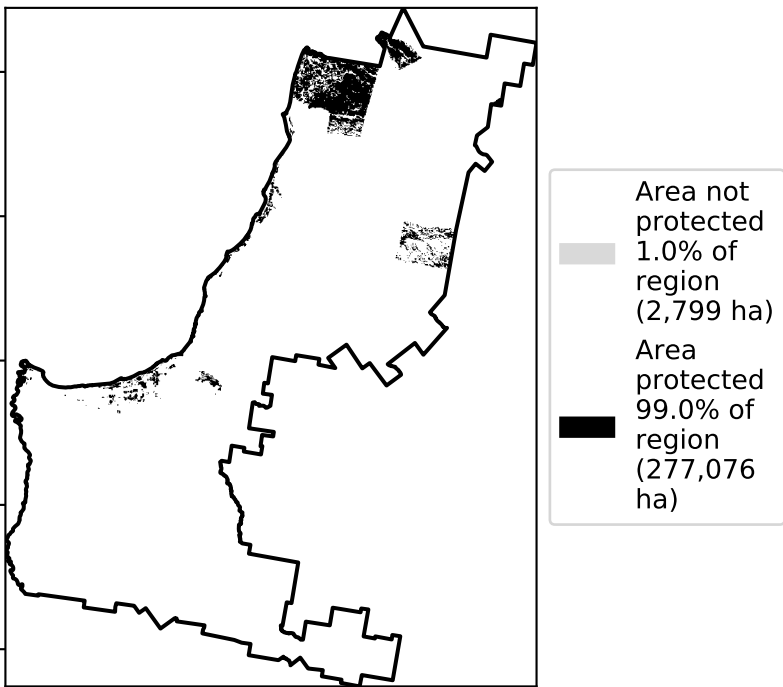 Area not
protected
1.0% of
region
(2,799 ha)
Area
protected
99.0% of
region
(277,076
ha)